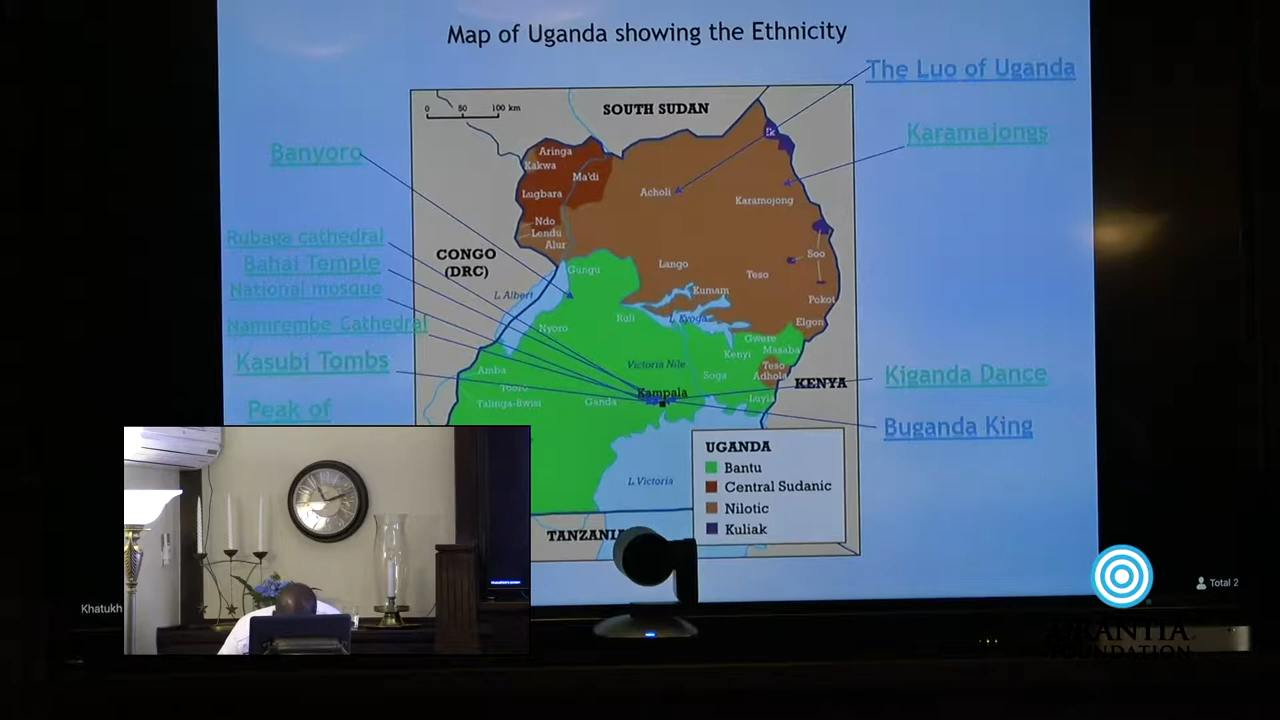 Map of Uganda showing the Ethnicity
The Luo of Uganda
Karamajongs
Banyoro
Rubaga cathedral
Bahai Temple
National mosque
Namirembe Cathedral
Kasubi Tombs
Peak of
Kiganda Dance
Buganda King
0 50 100 km
SOUTH SUDAN
Ik
Aringa
Kakwa
Ma'di
Lugbara
Acholi
Karamojong
Ndo
Lendu
Alur
CONGO
(DRC)
Soo
Gungu
Lango
Teso
L. Albert
Kumam
Pokot
Ruli
L. Kyoga
Elgon
Nyoro
Gwere
Kenyi
Masaba
Victoria Nile
Amba
Soga
Teso
Adhola
KENYA
Tooro
Kampala
Talinga-Bwisi
Ganda
Luyia
L. Victoria
UGANDA
Bantu
Central Sudanic
Nilotic
Kuliak
TANZANI
Khatukh
Total 2
URANTIA
FOUNDATION